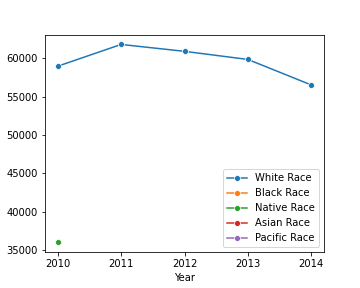 60000
55000
50000
45000
40000
35000
White Race
Black Race
Native Race
Asian Race
Pacific Race
2010 2011 2012 2013 2014
Year